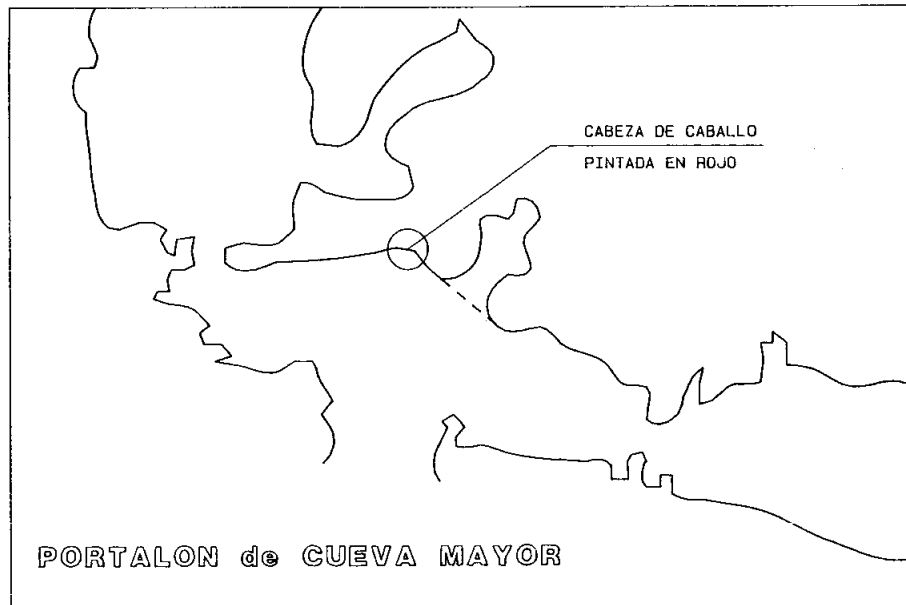 CABEZA DE CABALLO
PINTADA EN ROJO
PORTALON de CUEVA MAYOR